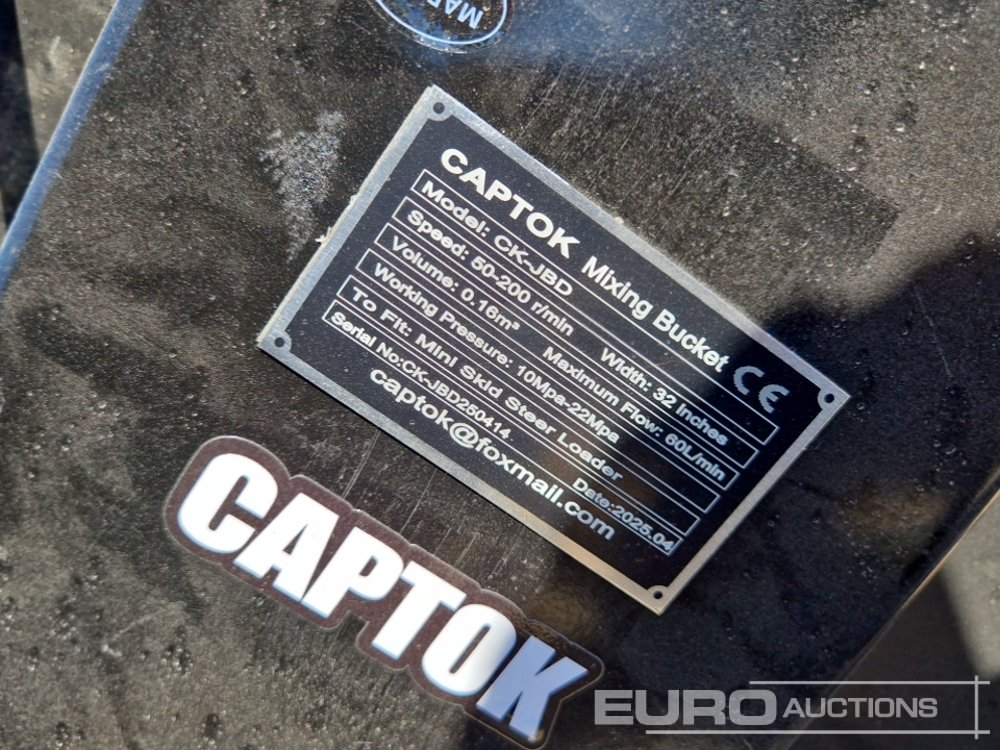 MAR
CAPTOK Mixing Bucket CE
Model: CK-JBD Width: 32 inches
Speed: 50-200 r/min
Volume: 0.16m³ Maximum Flow: 60L/min
Working Pressure: 10Mpa-22Mpa
To Fit: Mini Skid Steer Loader
Serial No:CK-JBD250414 Date:2025.04
captok@foxmail.com
CAPTOK
EURO AUCTIONS